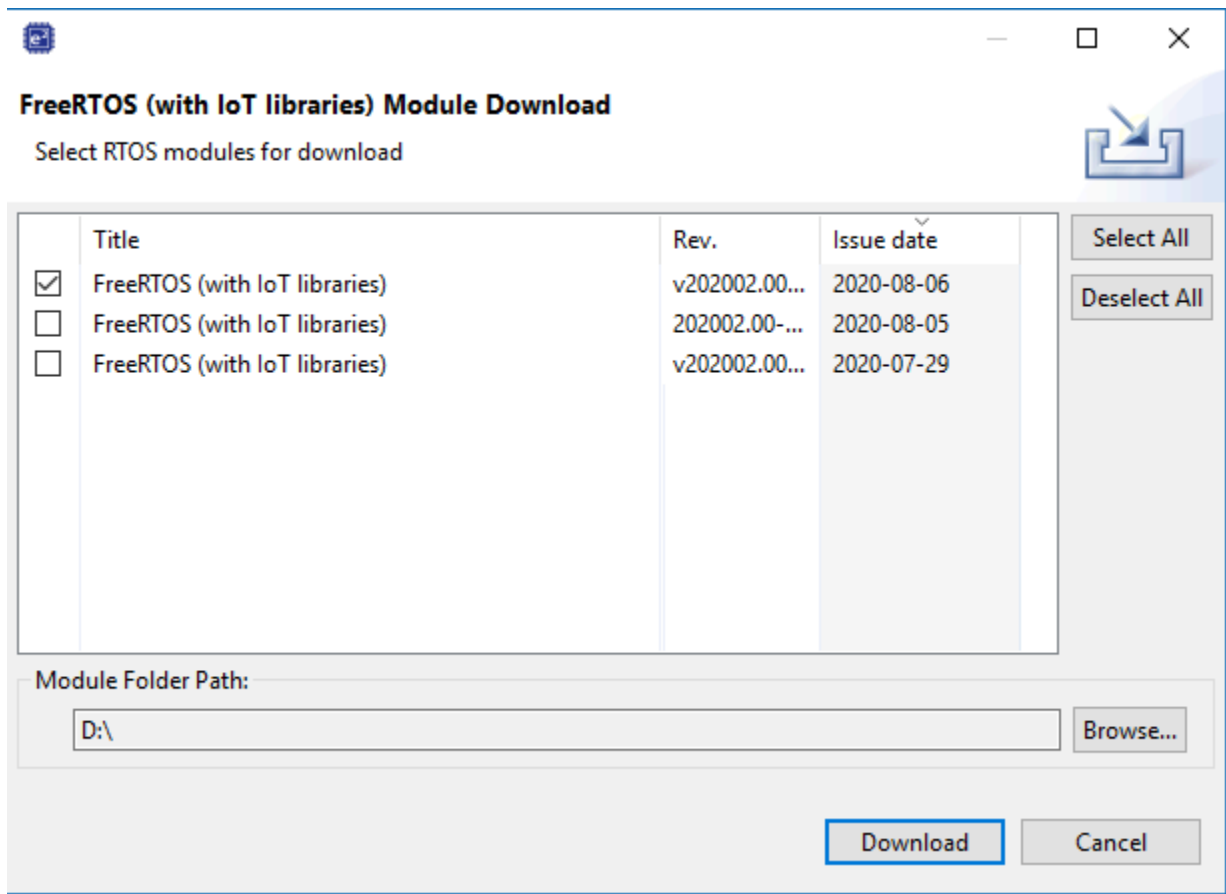 FreeRTOS (with IoT libraries) Module Download
Select RTOS modules for download
Title Rev. Issue date
FreeRTOS (with IoT libraries) v202002.00... 2020-08-06
FreeRTOS (with IoT libraries) 202002.00-... 2020-08-05
FreeRTOS (with IoT libraries) v202002.00... 2020-07-29
Select All
Deselect All
Module Folder Path:
D:\
Browse...
Download Cancel